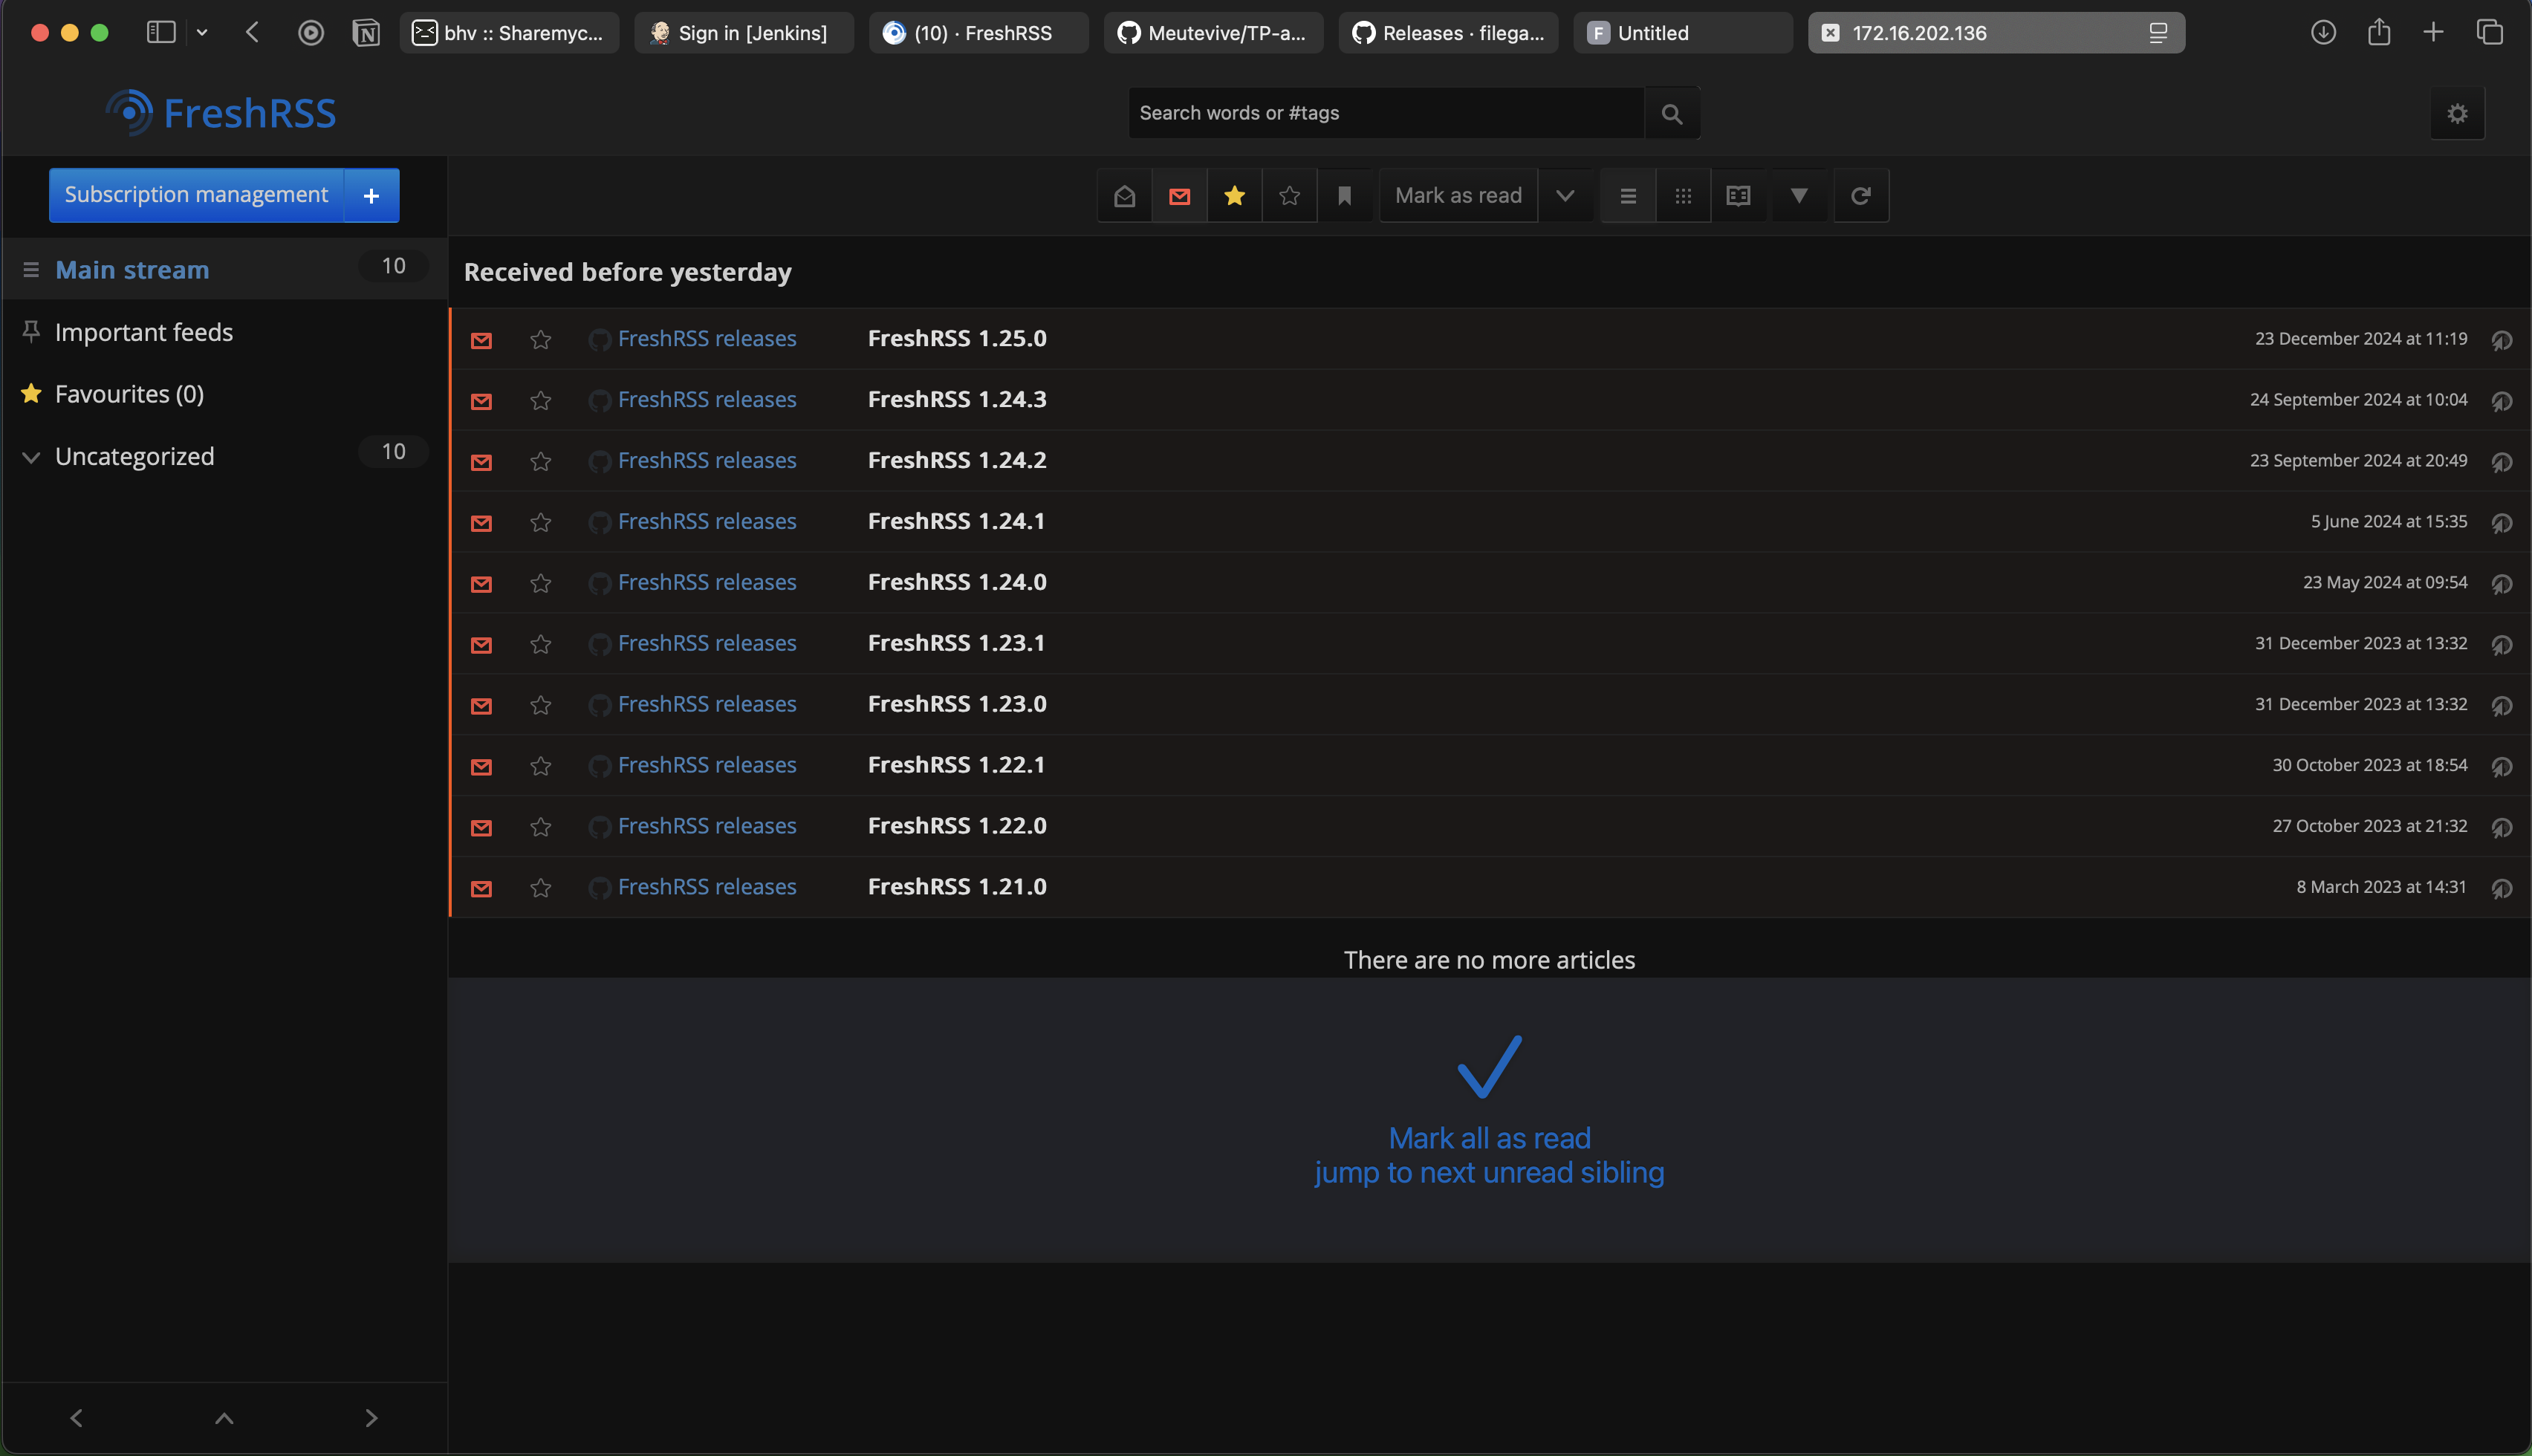 bhv :: Sharemyc...
Sign in [Jenkins]
(10) · FreshRSS
Meutevive/TP-a...
Releases · filega...
F Untitled
172.16.202.136
FreshRSS
Search words or #tags
Subscription management +
Mark as read
Main stream 10
Important feeds
Favourites (0)
Uncategorized 10
Received before yesterday
FreshRSS releases FreshRSS 1.25.0 23 December 2024 at 11:19
FreshRSS releases FreshRSS 1.24.3 24 September 2024 at 10:04
FreshRSS releases FreshRSS 1.24.2 23 September 2024 at 20:49
FreshRSS releases FreshRSS 1.24.1 5 June 2024 at 15:35
FreshRSS releases FreshRSS 1.24.0 23 May 2024 at 09:54
FreshRSS releases FreshRSS 1.23.1 31 December 2023 at 13:32
FreshRSS releases FreshRSS 1.23.0 31 December 2023 at 13:32
FreshRSS releases FreshRSS 1.22.1 30 October 2023 at 18:54
FreshRSS releases FreshRSS 1.22.0 27 October 2023 at 21:32
FreshRSS releases FreshRSS 1.21.0 8 March 2023 at 14:31
There are no more articles
Mark all as read
jump to next unread sibling